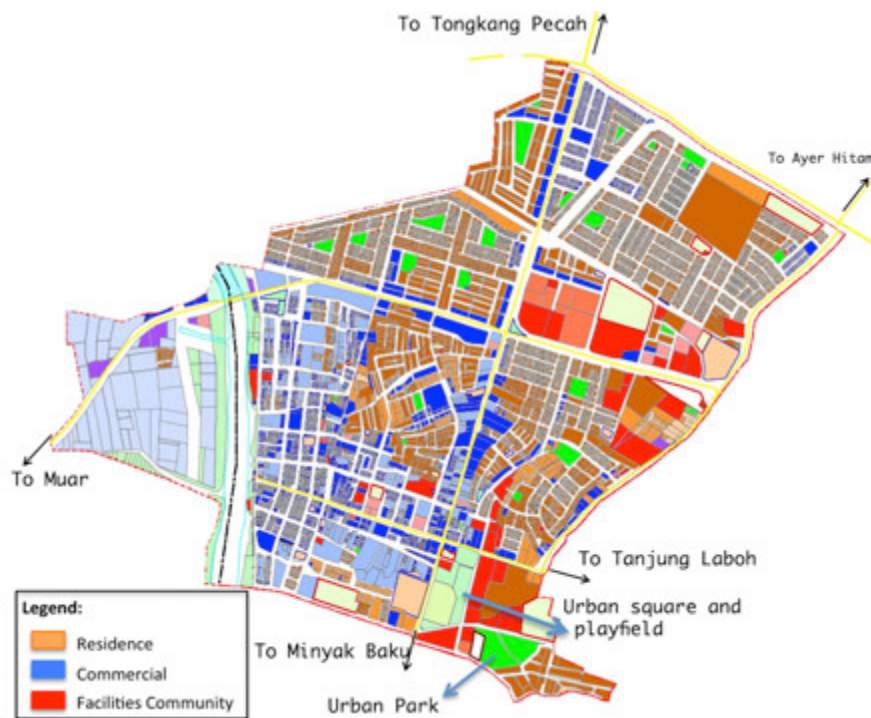 To Tongkang Pecah
To Ayer Hitam
To Muar
To Tanjung Laboh
Urban square and
playfield
To Minyak Baku
Urban Park
Legend:
Residence
Commercial
Facilities Community